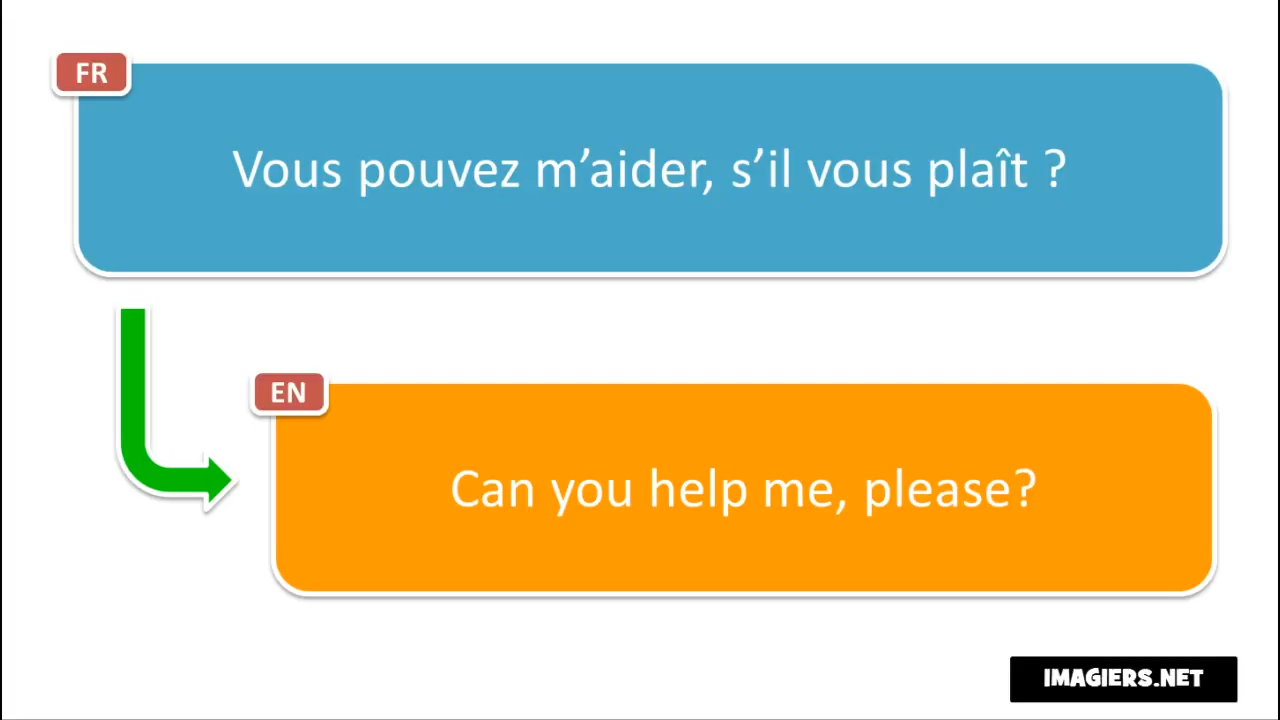 FR
Vous pouvez m’aider, s’il vous plaît ?
EN
Can you help me, please?
IMAGIERS.NET